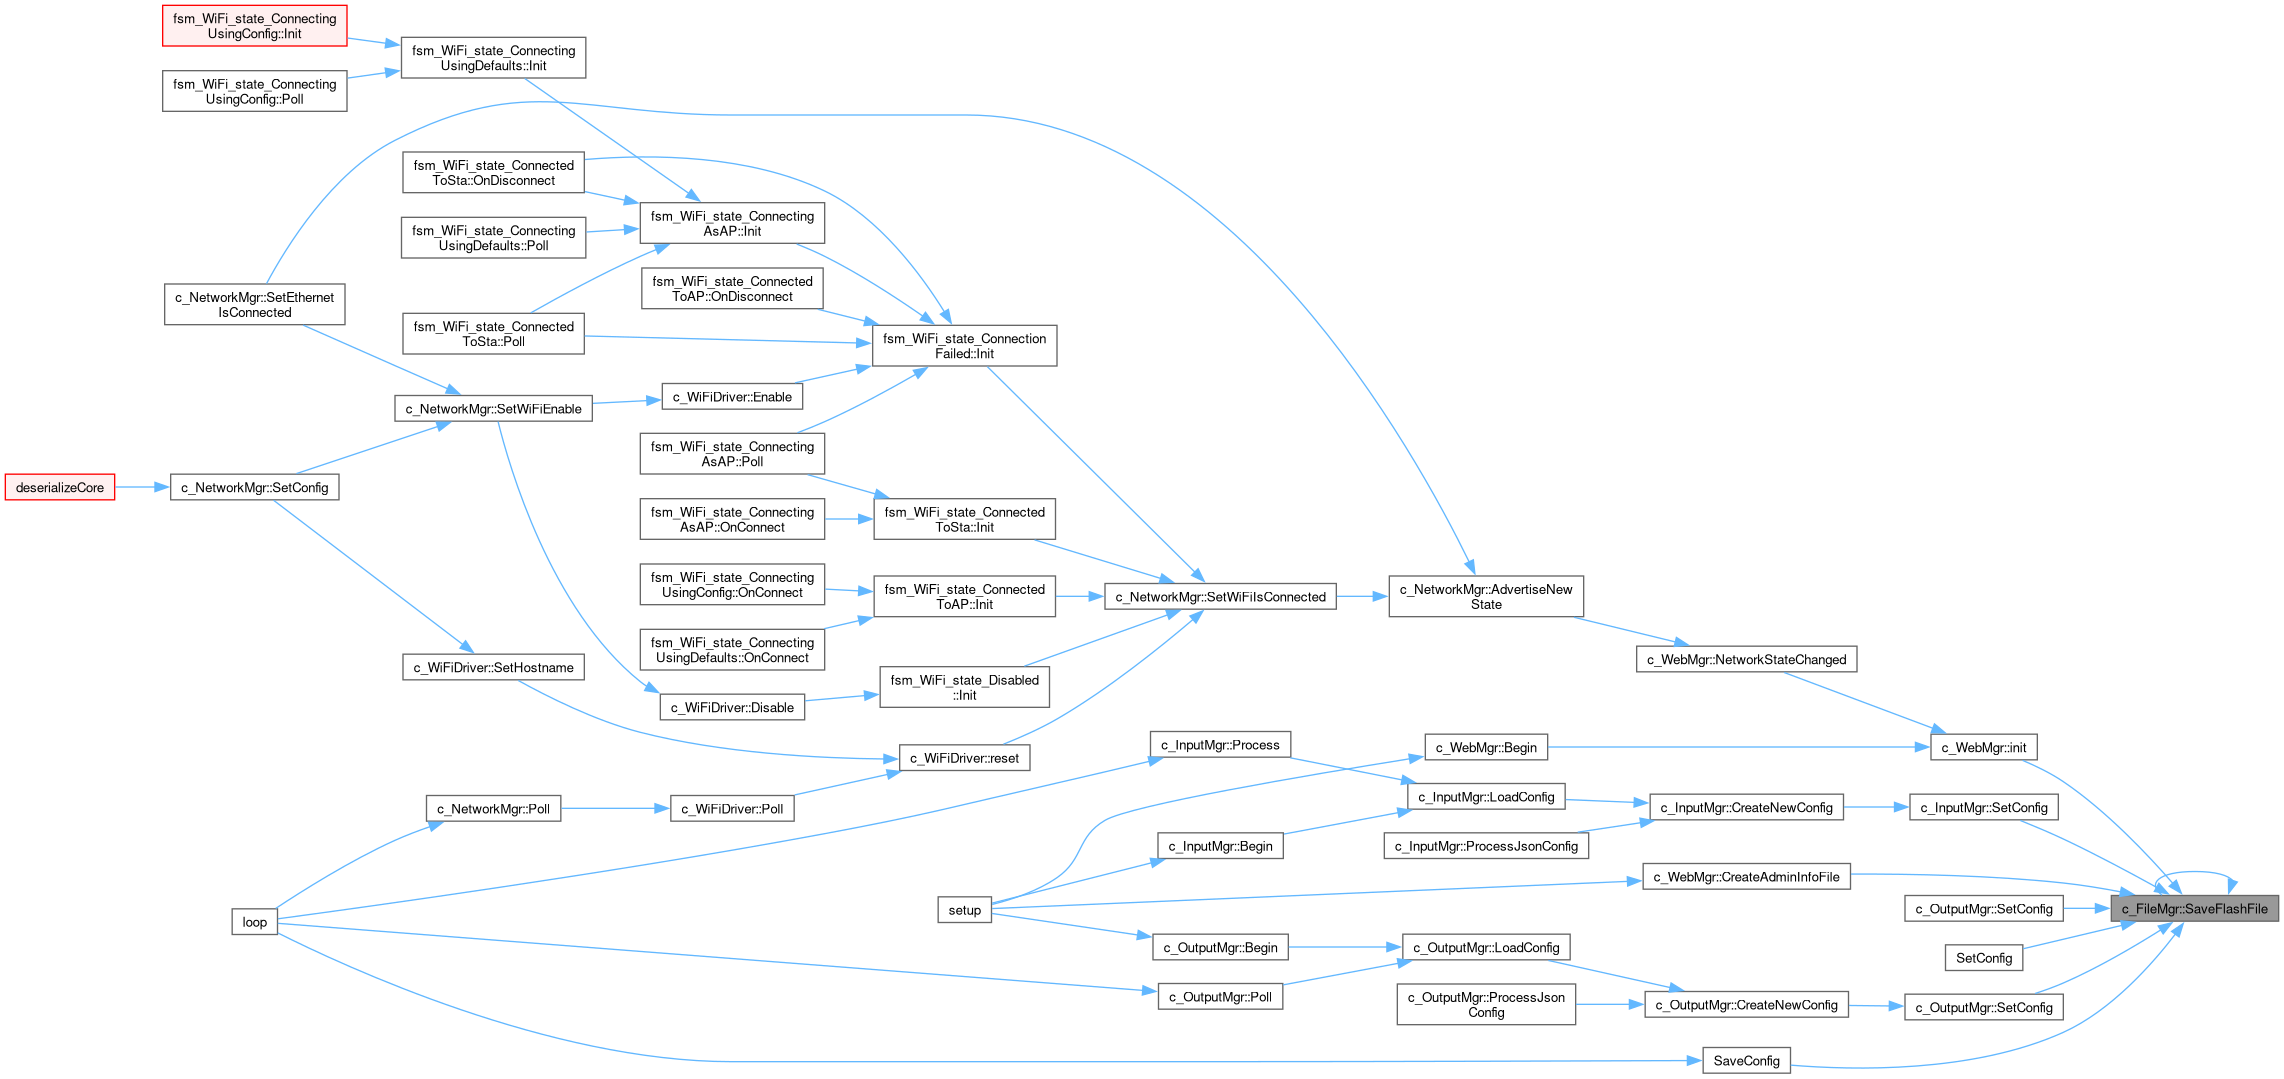 fsm_WiFi_state_Connecting
UsingConfig::Init
fsm_WiFi_state_Connecting
UsingConfig::Poll
fsm_WiFi_state_Connecting
UsingDefaults::Init
fsm_WiFi_state_Connected
ToSta::OnDisconnect
fsm_WiFi_state_Connecting
UsingDefaults::Poll
fsm_WiFi_state_Connecting
AsAP::Init
fsm_WiFi_state_Connected
ToAP::OnDisconnect
c_NetworkMgr::SetEthernet
IsConnected
fsm_WiFi_state_Connected
ToSta::Poll
fsm_WiFi_state_Connection
Failed::Init
c_WiFiDriver::Enable
c_NetworkMgr::SetWiFiEnable
fsm_WiFi_state_Connecting
AsAP::Poll
deserializeCore
c_NetworkMgr::SetConfig
fsm_WiFi_state_Connecting
AsAP::OnConnect
fsm_WiFi_state_Connected
ToSta::Init
fsm_WiFi_state_Connecting
UsingConfig::OnConnect
fsm_WiFi_state_Connected
ToAP::Init
c_NetworkMgr::SetWiFiIsConnected
c_NetworkMgr::AdvertiseNew
State
fsm_WiFi_state_Connecting
UsingDefaults::OnConnect
c_WiFiDriver::SetHostname
c_WebMgr::NetworkStateChanged
fsm_WiFi_state_Disabled
::Init
c_WiFiDriver::Disable
c_InputMgr::Process
c_WebMgr::Begin
c_WebMgr::init
c_WiFiDriver::reset
c_NetworkMgr::Poll
c_WiFiDriver::Poll
c_InputMgr::LoadConfig
c_InputMgr::CreateNewConfig
c_InputMgr::SetConfig
c_InputMgr::Begin
c_InputMgr::ProcessJsonConfig
c_WebMgr::CreateAdminInfoFile
loop
setup
c_OutputMgr::SetConfig
c_FileMgr::SaveFlashFile
c_OutputMgr::Begin
c_OutputMgr::LoadConfig
SetConfig
c_OutputMgr::Poll
c_OutputMgr::ProcessJson
Config
c_OutputMgr::CreateNewConfig
c_OutputMgr::SetConfig
SaveConfig